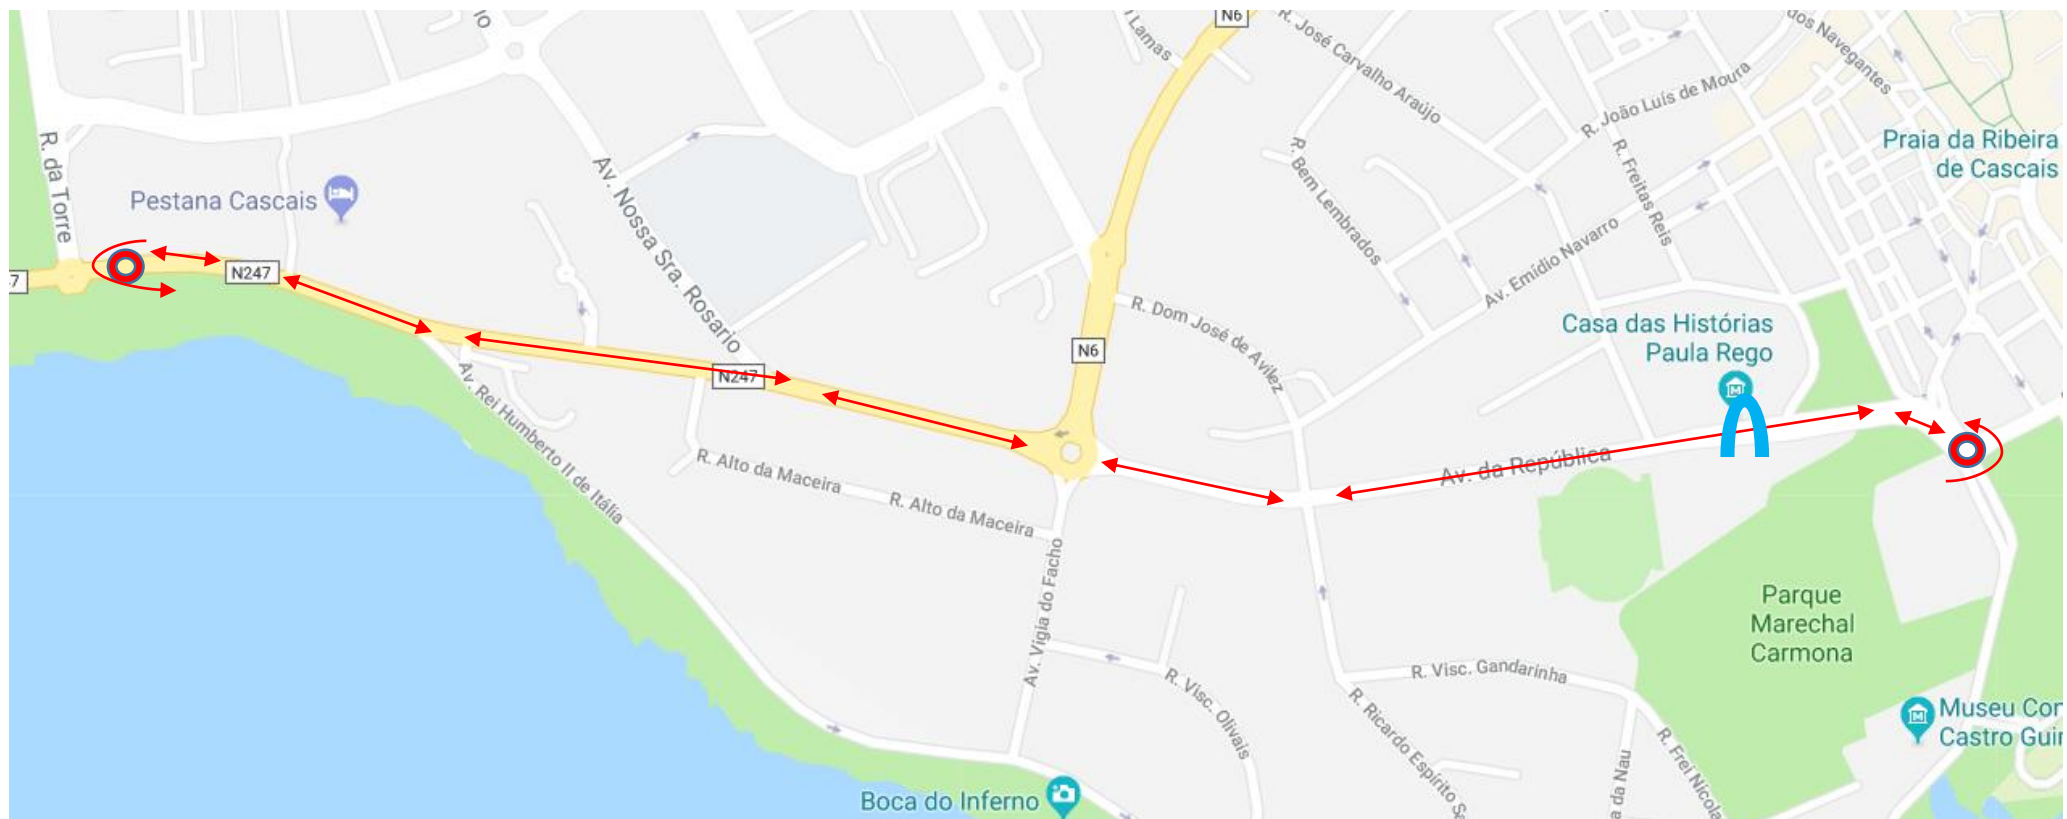 N6
R. José Carvalho Araújo
dos Navegantes
Lamas
R. João Luís de Moura
R. da Torre
Praia da Ribeira
de Cascais
Av. Nossa Sra. Rosario
R. Bem Lembrados
R. Freitas Reis
Pestana Cascais
Av. Emídio Navarro
N247
R. Dom José de Avilez
Casa das Histórias
Paula Rego
N6
N247
Av. Rei Humberto II de Itália
Av. da República
R. Alto da Maceira
R. Alto da Maceira
Av. Vigia do Facho
Parque
Marechal
Carmona
R. Visc. Gandarinha
R. Visc. Olivais
R. Ricardo Espírito
Museu
Castro
R. Frei
da Nau
Boca do Inferno